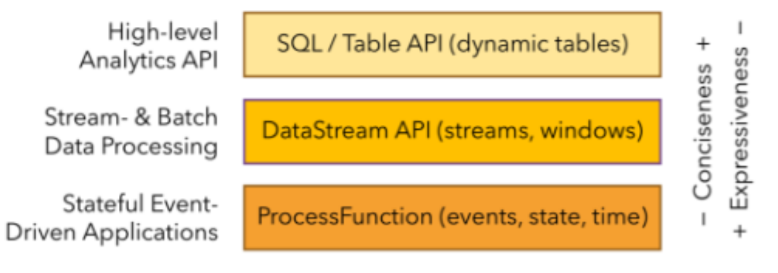 High-level
Analytics API
SQL / Table API (dynamic tables)
Stream- & Batch
Data Processing
DataStream API (streams, windows)
Stateful Event-
Driven Applications
ProcessFunction (events, state, time)
– Conciseness +
+ Expressiveness –